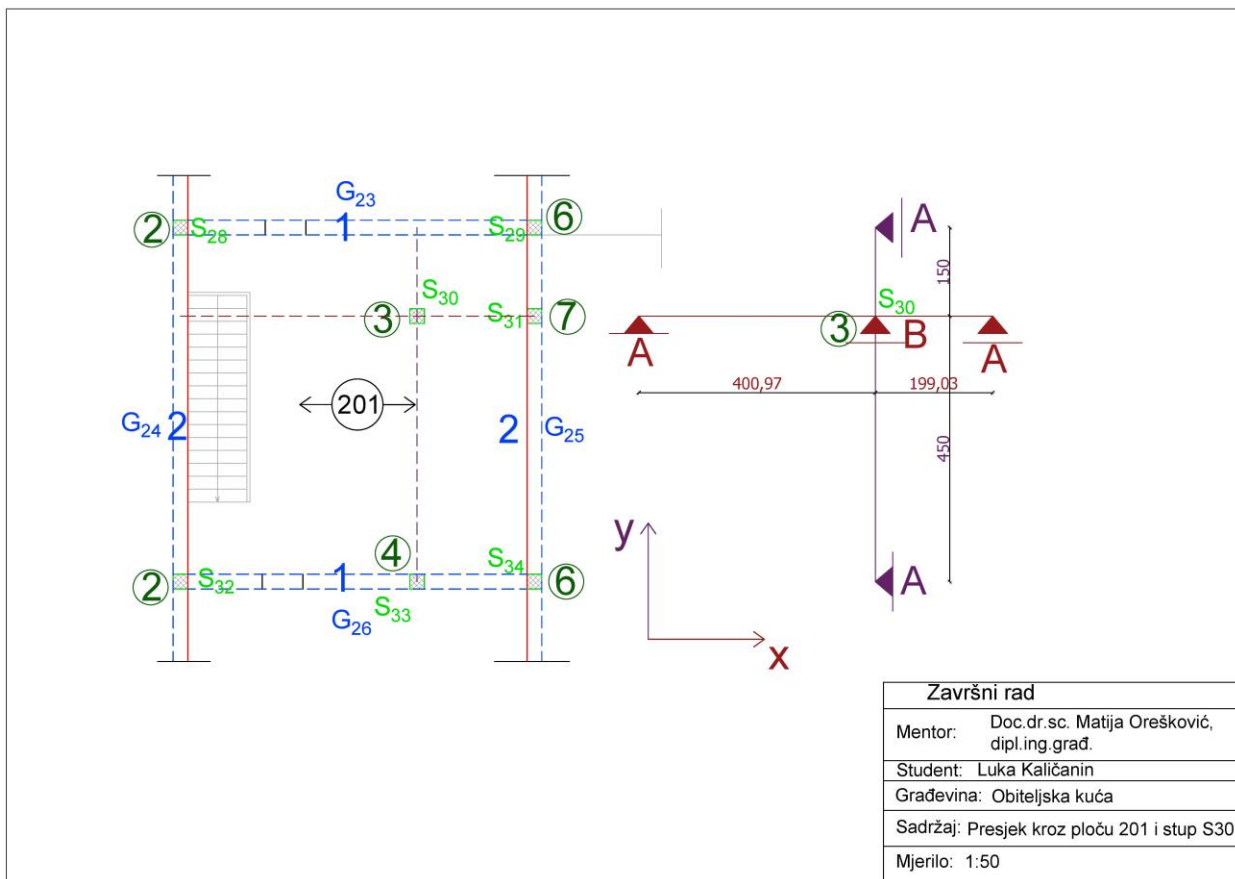 G23
1
2
S28
S29
6
S30
3
S31
7
201
G24
2
2
G25
4
S34
2
S32
1
6
G26
S33
A
150
S30
3
B
A
A
400,97
199,03
450
y
A
x
Završni rad
Mentor: Doc.dr.sc. Matija Orešković,
dipl.ing.građ.
Student: Luka Kaličanin
Građevina: Obiteljska kuća
Sadržaj: Presjek kroz ploču 201 i stup S30
Mjerilo: 1:50